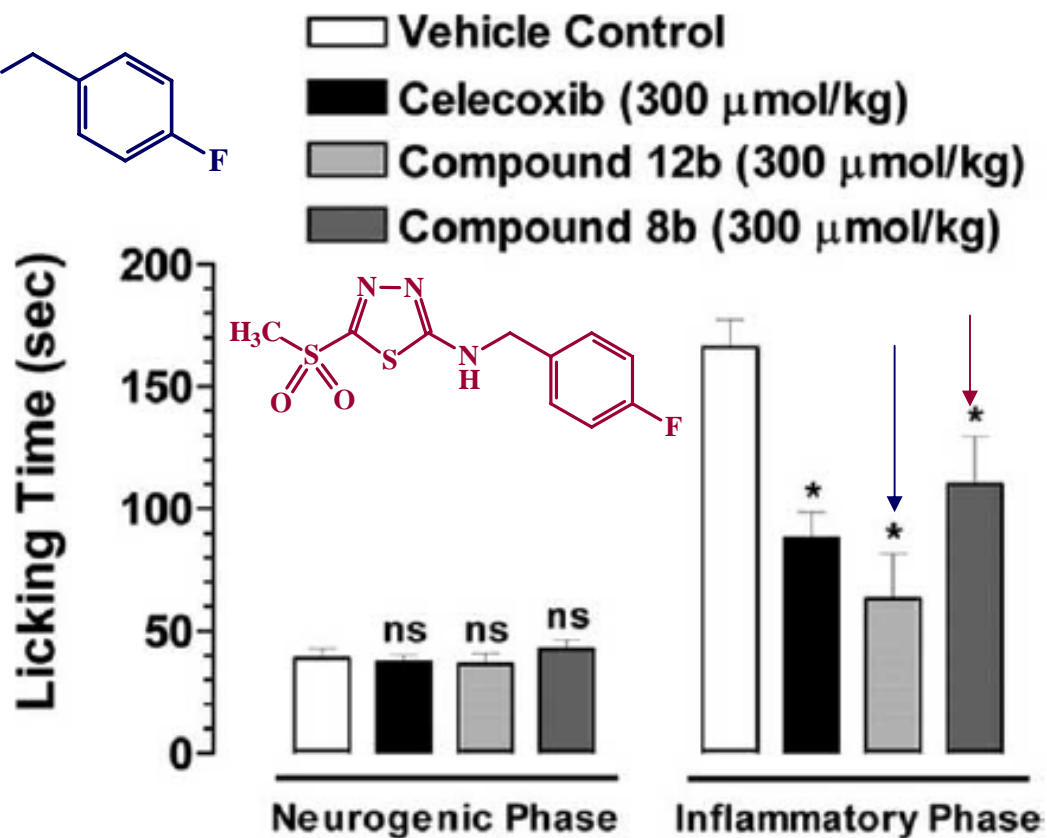 Vehicle Control
Celecoxib (300 μmol/kg)
Compound 12b (300 μmol/kg)
Compound 8b (300 μmol/kg)
F
Licking Time (sec)
200
150
100
50
0
N N
H3C
S S N
H
O O
F
ns ns ns
* * *
Neurogenic Phase
Inflammatory Phase